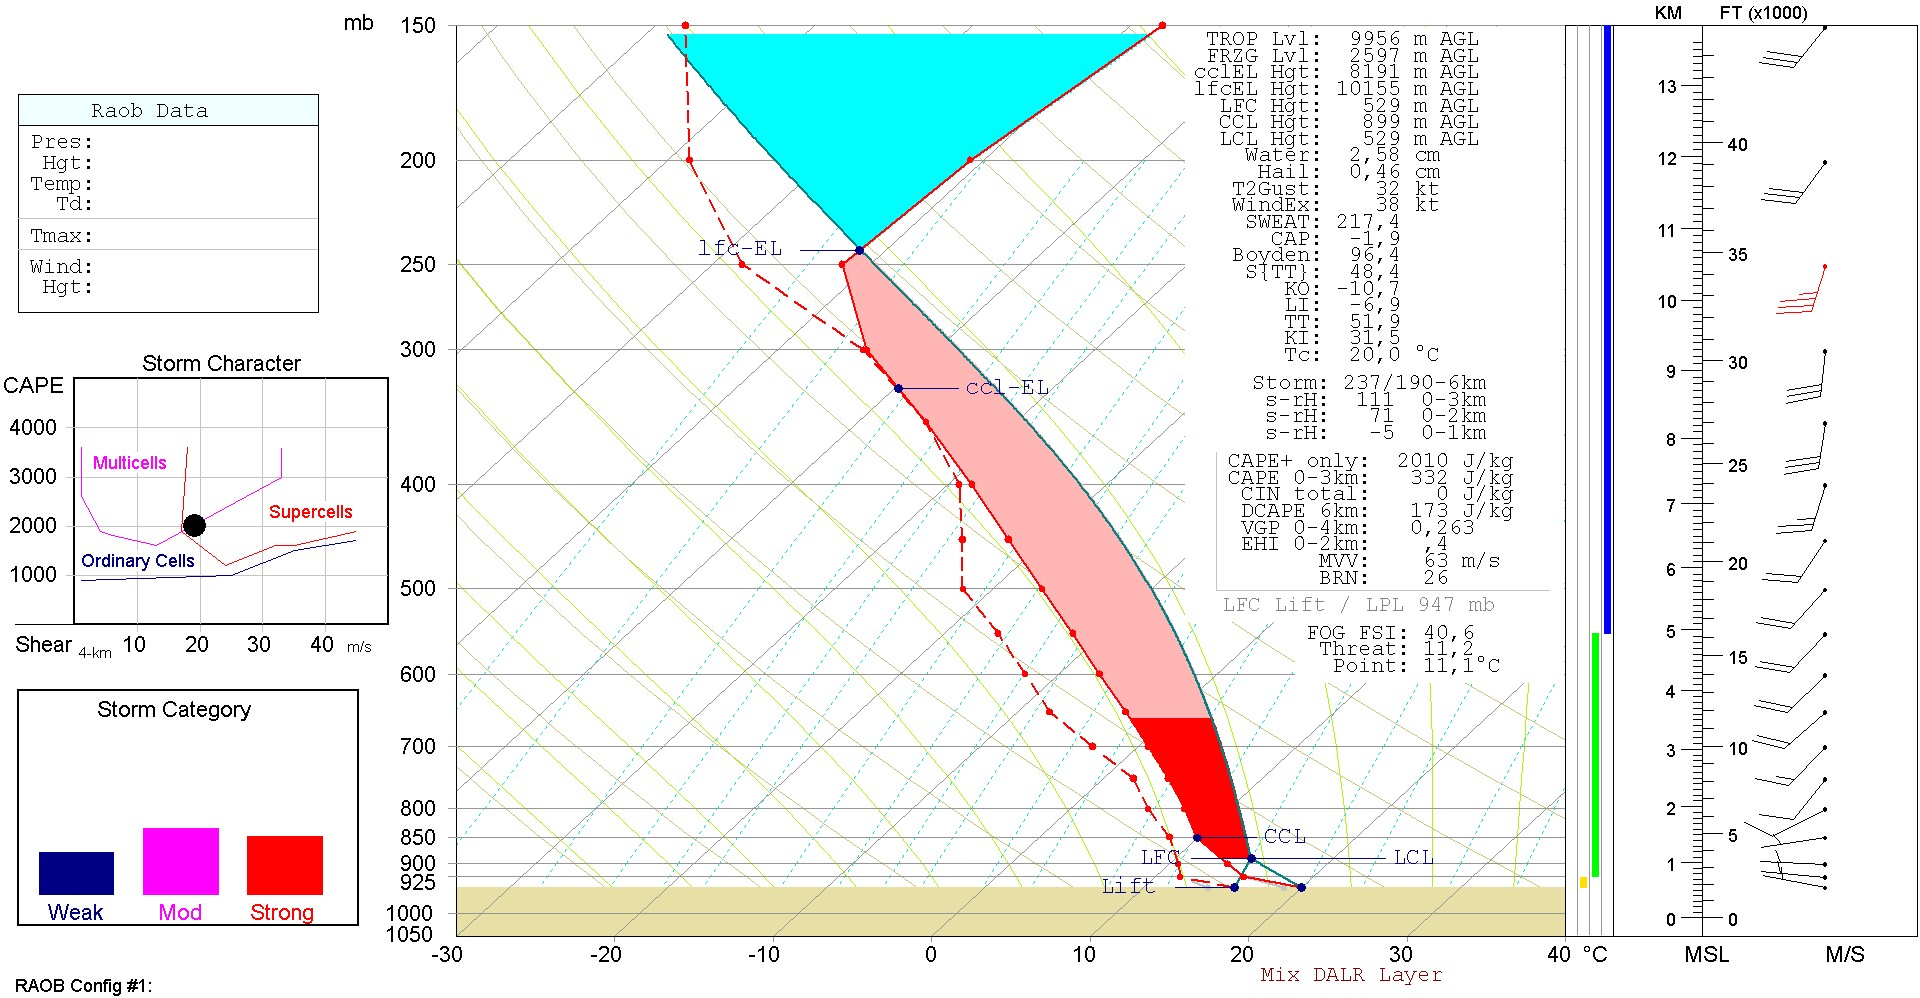 mb
KM FT (x1000)
150
200
250
300
400
500
600
700
800
850
900
925
1000
1050
-30 -20 -10 0 10 20 30 40 °C
Mix DALR Layer
Raob Data
Pres:
Hgt:
Temp:
Td:
Tmax:
Wind:
Hgt:
Storm Character
CAPE
4000
3000
2000
1000
Multicells
Supercells
Ordinary Cells
Shear 4-km 10 20 30 40 m/s
Storm Category
Weak Mod Strong
RAOB Config #1:
lfc-EL
ccl-EL
CCL
LFC
LCL
Lift
TROP Lvl: 9956 m AGL
FRZG Lvl: 2597 m AGL
cclEL Hgt: 8191 m AGL
lfcEL Hgt: 10155 m AGL
LFC Hgt: 529 m AGL
CCL Hgt: 899 m AGL
LCL Hgt: 529 m AGL
Water: 2,58 cm
Hail: 0,46 cm
T2Gust: 32 kt
WindEx: 38 kt
SWEAT: 217,4
CAP: -1,9
Boyden: 96,4
S{TT}: 48,4
KO: -10,7
LI: -6,9
TT: 51,9
KI: 31,5
Tc: 20,0 °C
Storm: 237/190-6km
s-rH: 111 0-3km
s-rH: 71 0-2km
s-rH: -5 0-1km
CAPE+ only: 2010 J/kg
CAPE 0-3km: 332 J/kg
CIN total: 0 J/kg
DCAPE 6km: 173 J/kg
VGP 0-4km: 0,263
EHI 0-2km: ,4
MVV: 63 m/s
BRN: 26
LFC Lift / LPL 947 mb
FOG FSI: 40,6
Threat: 11,2
Point: 11,1°C
13
12
11
10
9
8
7
6
5
4
3
2
1
0
40
35
30
25
20
15
10
5
0
MSL M/S